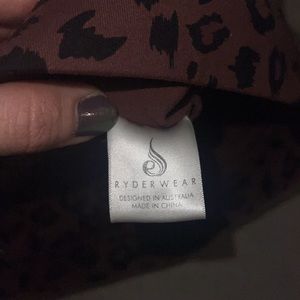 RYDERWEAR
DESIGNED IN AUSTRALIA
MADE IN CHINA